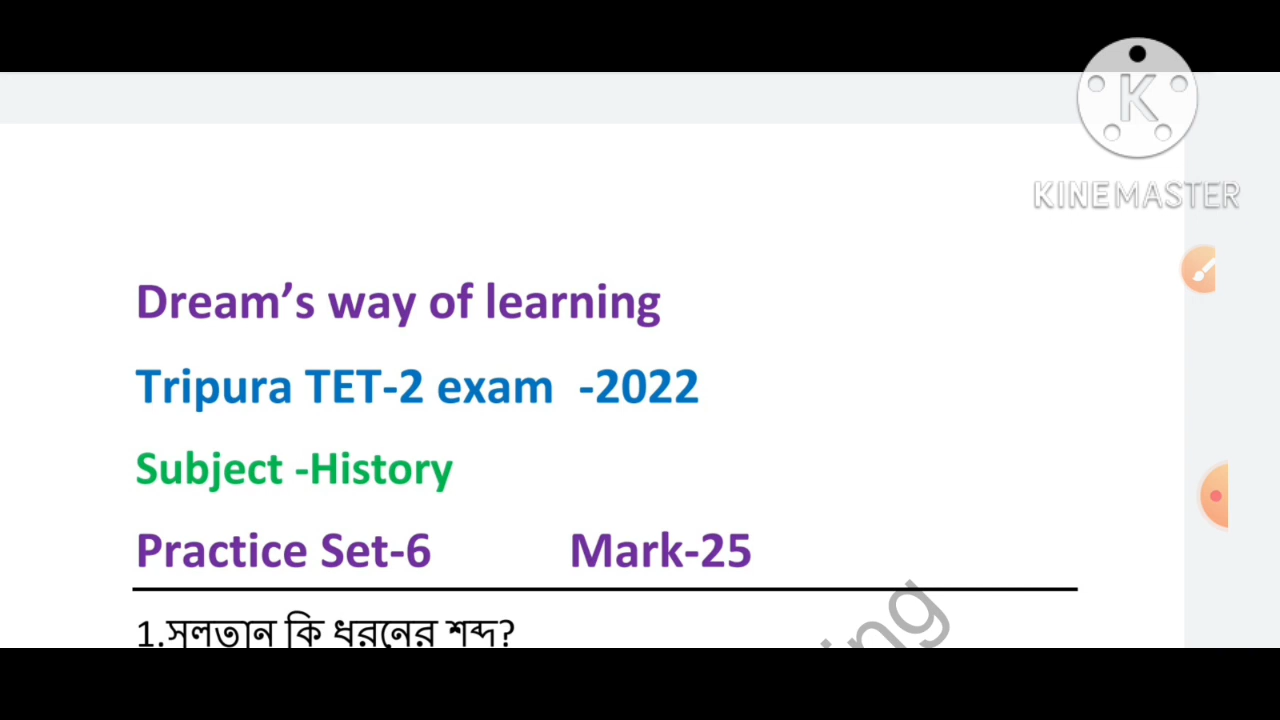 K
KINEMASTER
Dream’s way of learning
Tripura TET-2 exam -2022
Subject -History
Practice Set-6 Mark-25
1.সুলতান কি ধরনের শব্দ?